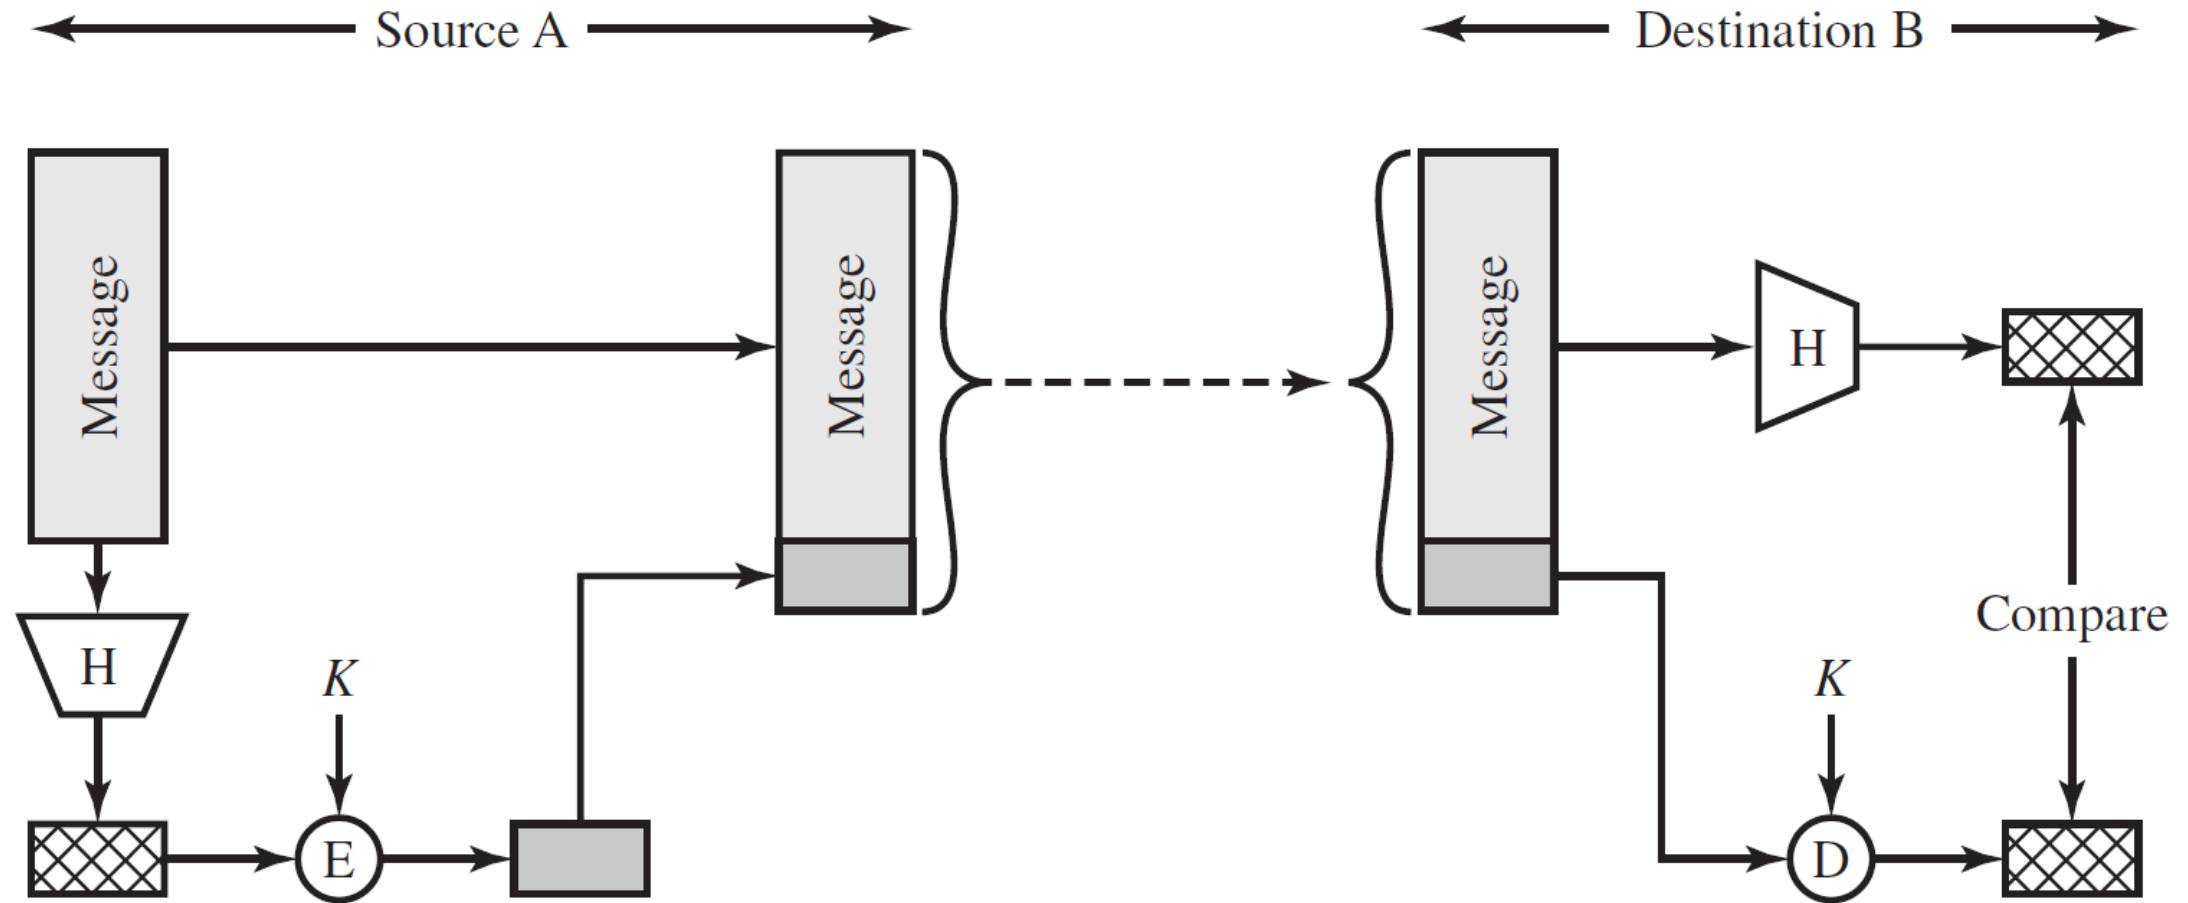 Source A
Destination B
Message
Message
Message
H
H
Compare
K
K
E
D